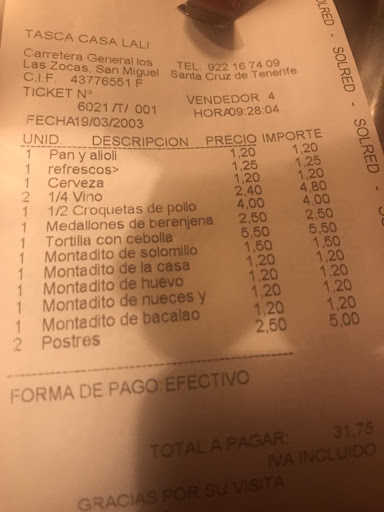 TASCA CASA LALI
Carretera General los
Las Zocas, San Miguel
TEL. 922 16 74 09
Santa Cruz de Tenerife
C.I.F. 43776551 F
TICKET Nº
6021 /T/ 001
VENDEDOR 4
FECHA19/03/2003
HORA09:28:04
UNID. DESCRIPCION PRECIO IMPORTE
1 Pan y alioli 1,20 1,20
1 refrescos> 1,25 1,25
1 Cerveza 1,20 1,20
2 1/4 Vino 2,40 4,80
1 1/2 Croquetas de pollo 4,00 4,00
1 Medallones de berenjena 2,50 2,50
1 Tortilla con cebolla 5,50 5,50
1 Montadito de solomillo 1,50 1,50
1 Montadito de la casa 1,20 1,20
1 Montadito de huevo 1,20 1,20
1 Montadito de nueces y 1,20 1,20
1 Montadito de bacalao 1,20 1,20
2 Postres 2,50 5,00
FORMA DE PAGO:EFECTIVO
TOTAL A PAGAR: 31.75
IVA INCLUIDO
GRACIAS POR SU VISITA
SOLRED - SOLRED - SOLRED -